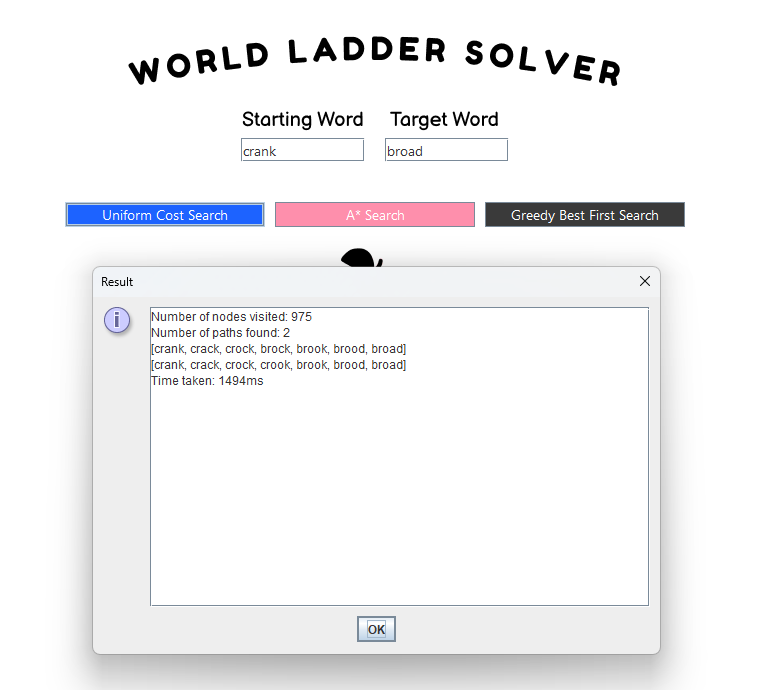 WORLD LADDER SOLVER
Starting Word Target Word
crank broad
Uniform Cost Search A* Search Greedy Best First Search
Result
i
Number of nodes visited: 975
Number of paths found: 2
[crank, crack, crock, brock, brook, brood, broad]
[crank, crack, crock, crook, brook, brood, broad]
Time taken: 1494ms
OK